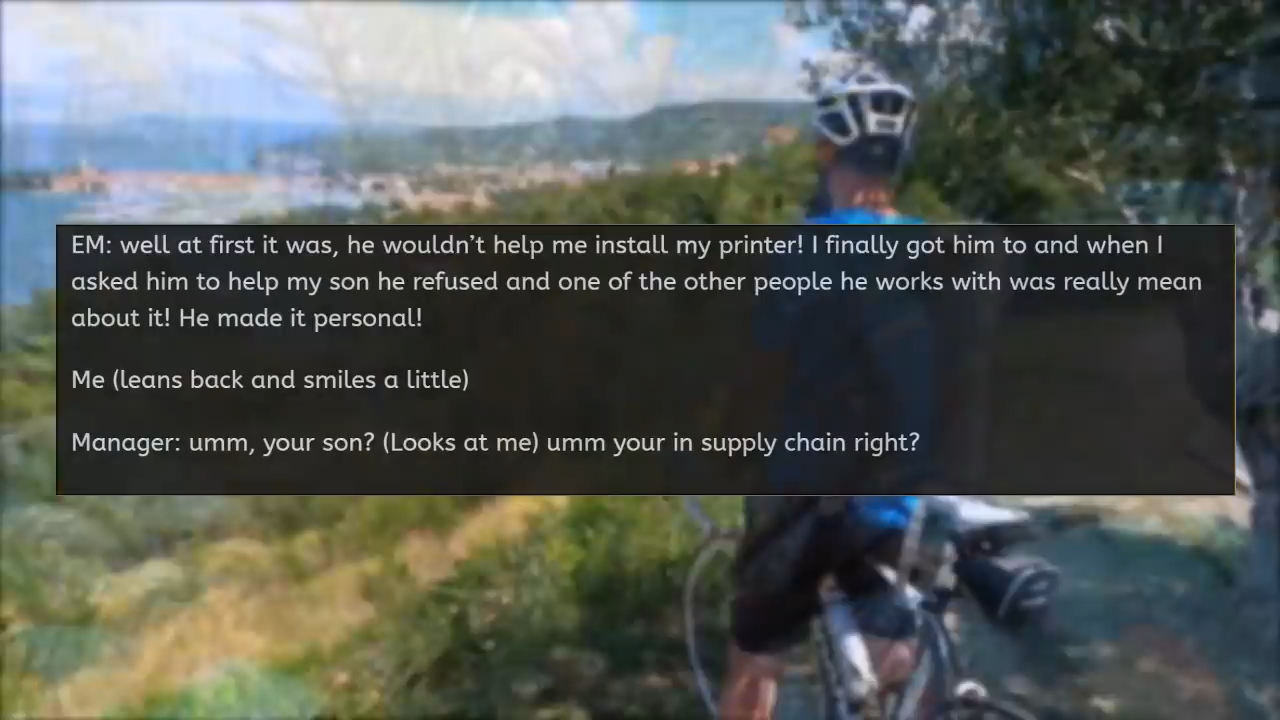 EM: well at first it was, he wouldn’t help me install my printer! I finally got him to and when I
asked him to help my son he refused and one of the other people he works with was really mean
about it! He made it personal!
Me (leans back and smiles a little)
Manager: umm, your son? (Looks at me) umm your in supply chain right?